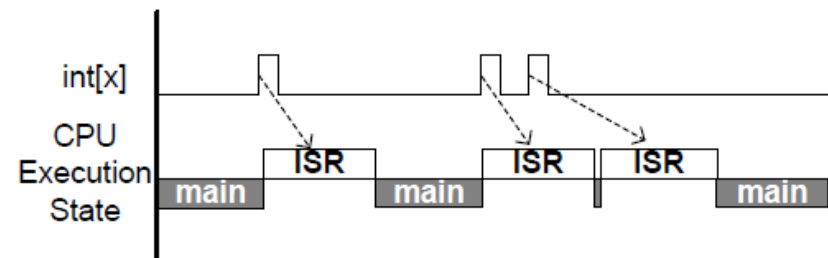 int[x]
CPU
Execution
State
ISR
ISR
ISR
main
main
main